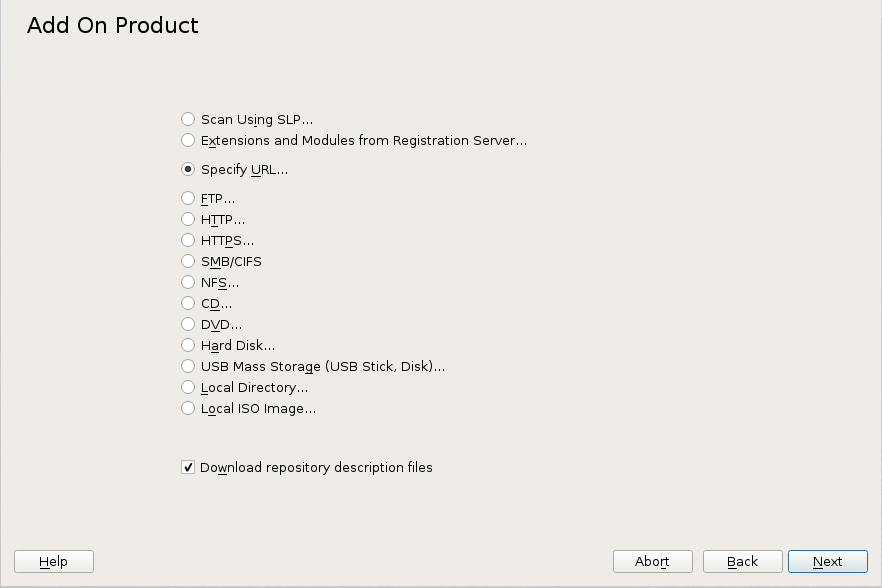 Add On Product
Scan Using SLP...
Extensions and Modules from Registration Server...
Specify URL...
FTP...
HTTP...
HTTPS...
SMB/CIFS
NFS...
CD...
DVD...
Hard Disk...
USB Mass Storage (USB Stick, Disk)...
Local Directory...
Local ISO Image...
Download repository description files
Help Abort Back Next